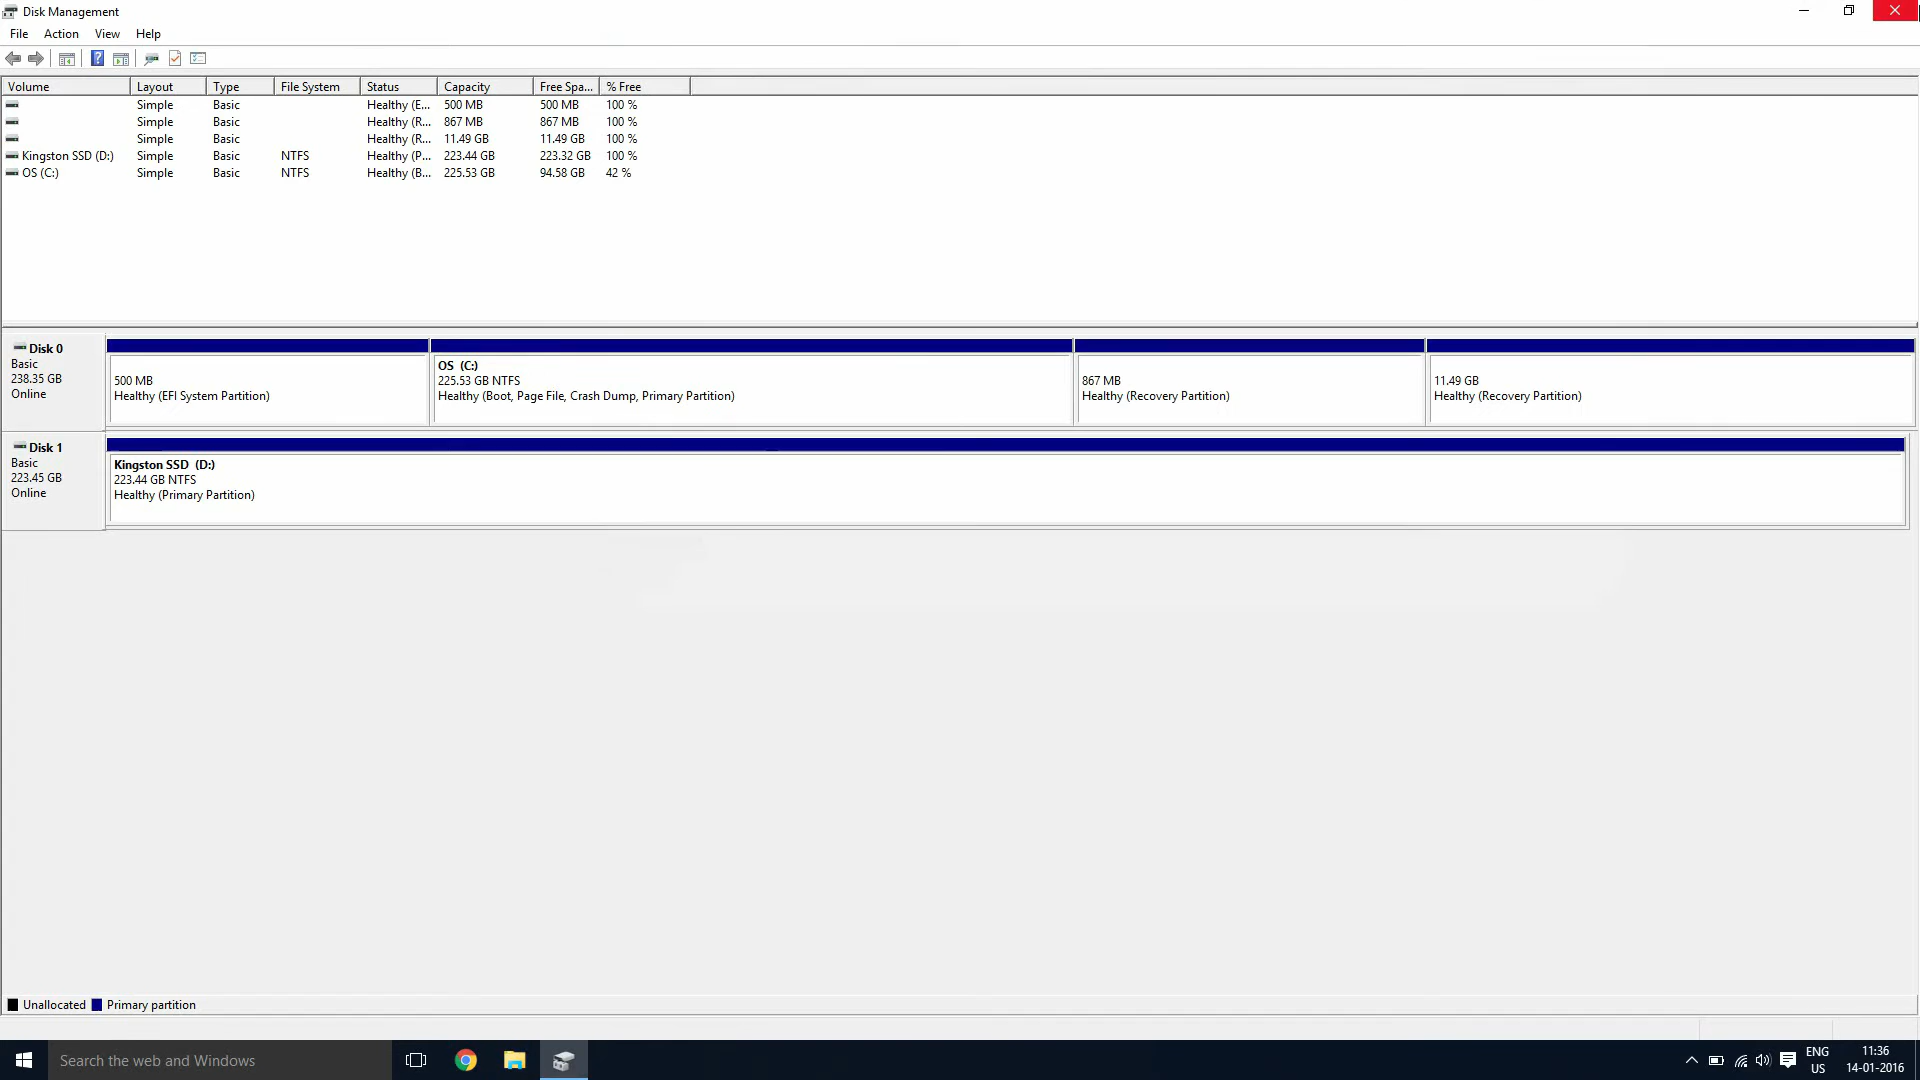 Disk Management
File Action View Help
Volume Layout Type File System Status Capacity Free Spa... % Free
Simple Basic Healthy (E... 500 MB 500 MB 100 %
Simple Basic Healthy (R... 867 MB 867 MB 100 %
Simple Basic Healthy (R... 11.49 GB 11.49 GB 100 %
Kingston SSD (D:) Simple Basic NTFS Healthy (P... 223.44 GB 223.32 GB 100 %
OS (C:) Simple Basic NTFS Healthy (B... 225.53 GB 94.58 GB 42 %
Disk 0
Basic
238.35 GB
Online
500 MB
Healthy (EFI System Partition)
OS (C:)
225.53 GB NTFS
Healthy (Boot, Page File, Crash Dump, Primary Partition)
867 MB
Healthy (Recovery Partition)
11.49 GB
Healthy (Recovery Partition)
Disk 1
Basic
223.45 GB
Online
Kingston SSD (D:)
223.44 GB NTFS
Healthy (Primary Partition)
Unallocated Primary partition
Search the web and Windows
ENG
US
11:36
14-01-2016